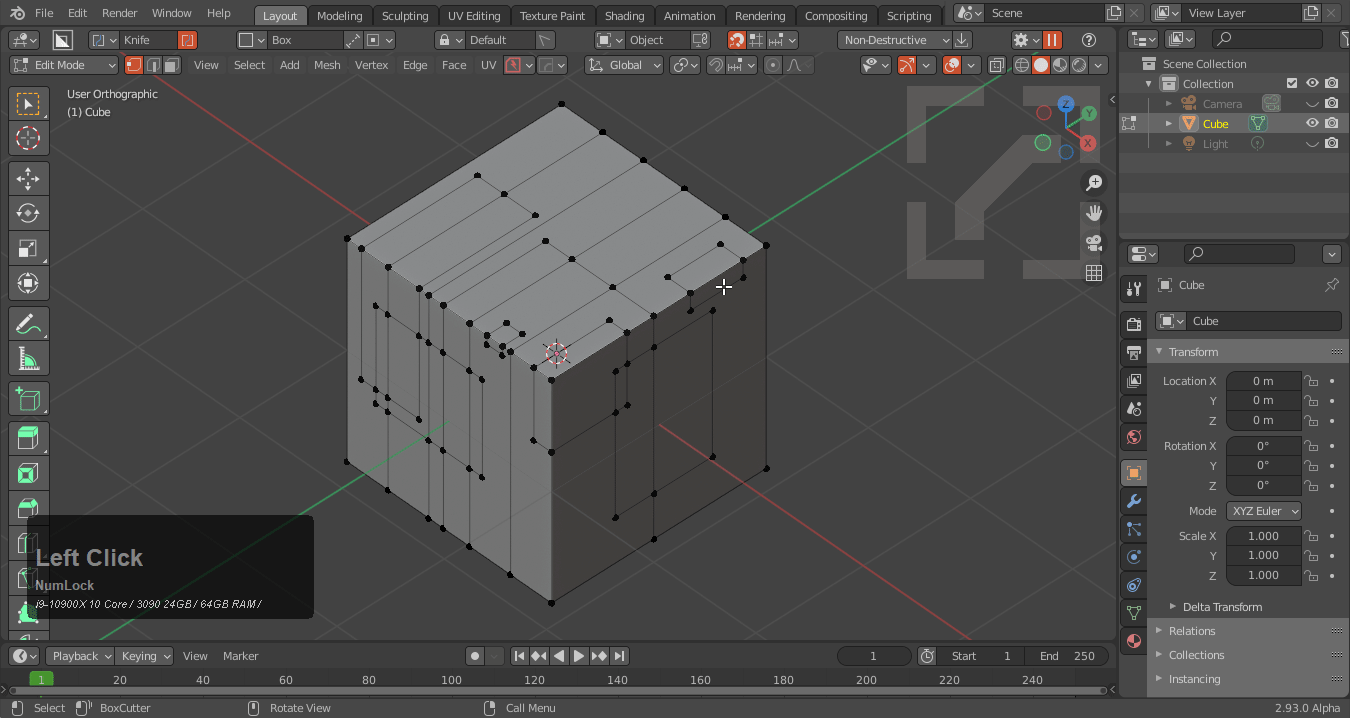 File Edit Render Window Help Layout Modeling Sculpting UV Editing Texture Paint Shading Animation Rendering Compositing Scripting Scene View Layer
Knife Box Default Object Non-Destructive
Edit Mode View Select Add Mesh Vertex Edge Face UV Global
User Orthographic
(1) Cube
Z
Y
X
Scene Collection
Collection
Camera
Cube
Light
Cube
Cube
Transform
Location X 0 m
Y 0 m
Z 0 m
Rotation X 0°
Y 0°
Z 0°
Mode XYZ Euler
Scale X 1.000
Y 1.000
Z 1.000
Delta Transform
Relations
Collections
Instancing
Left Click
NumLock
i9-10900X 10 Core / 3090 24GB / 64GB RAM /
Playback Keying View Marker 1 Start 1 End 250
1 20 40 60 80 100 120 140 160 180 200 220 240
Select BoxCutter Rotate View Call Menu 2.93.0 Alpha